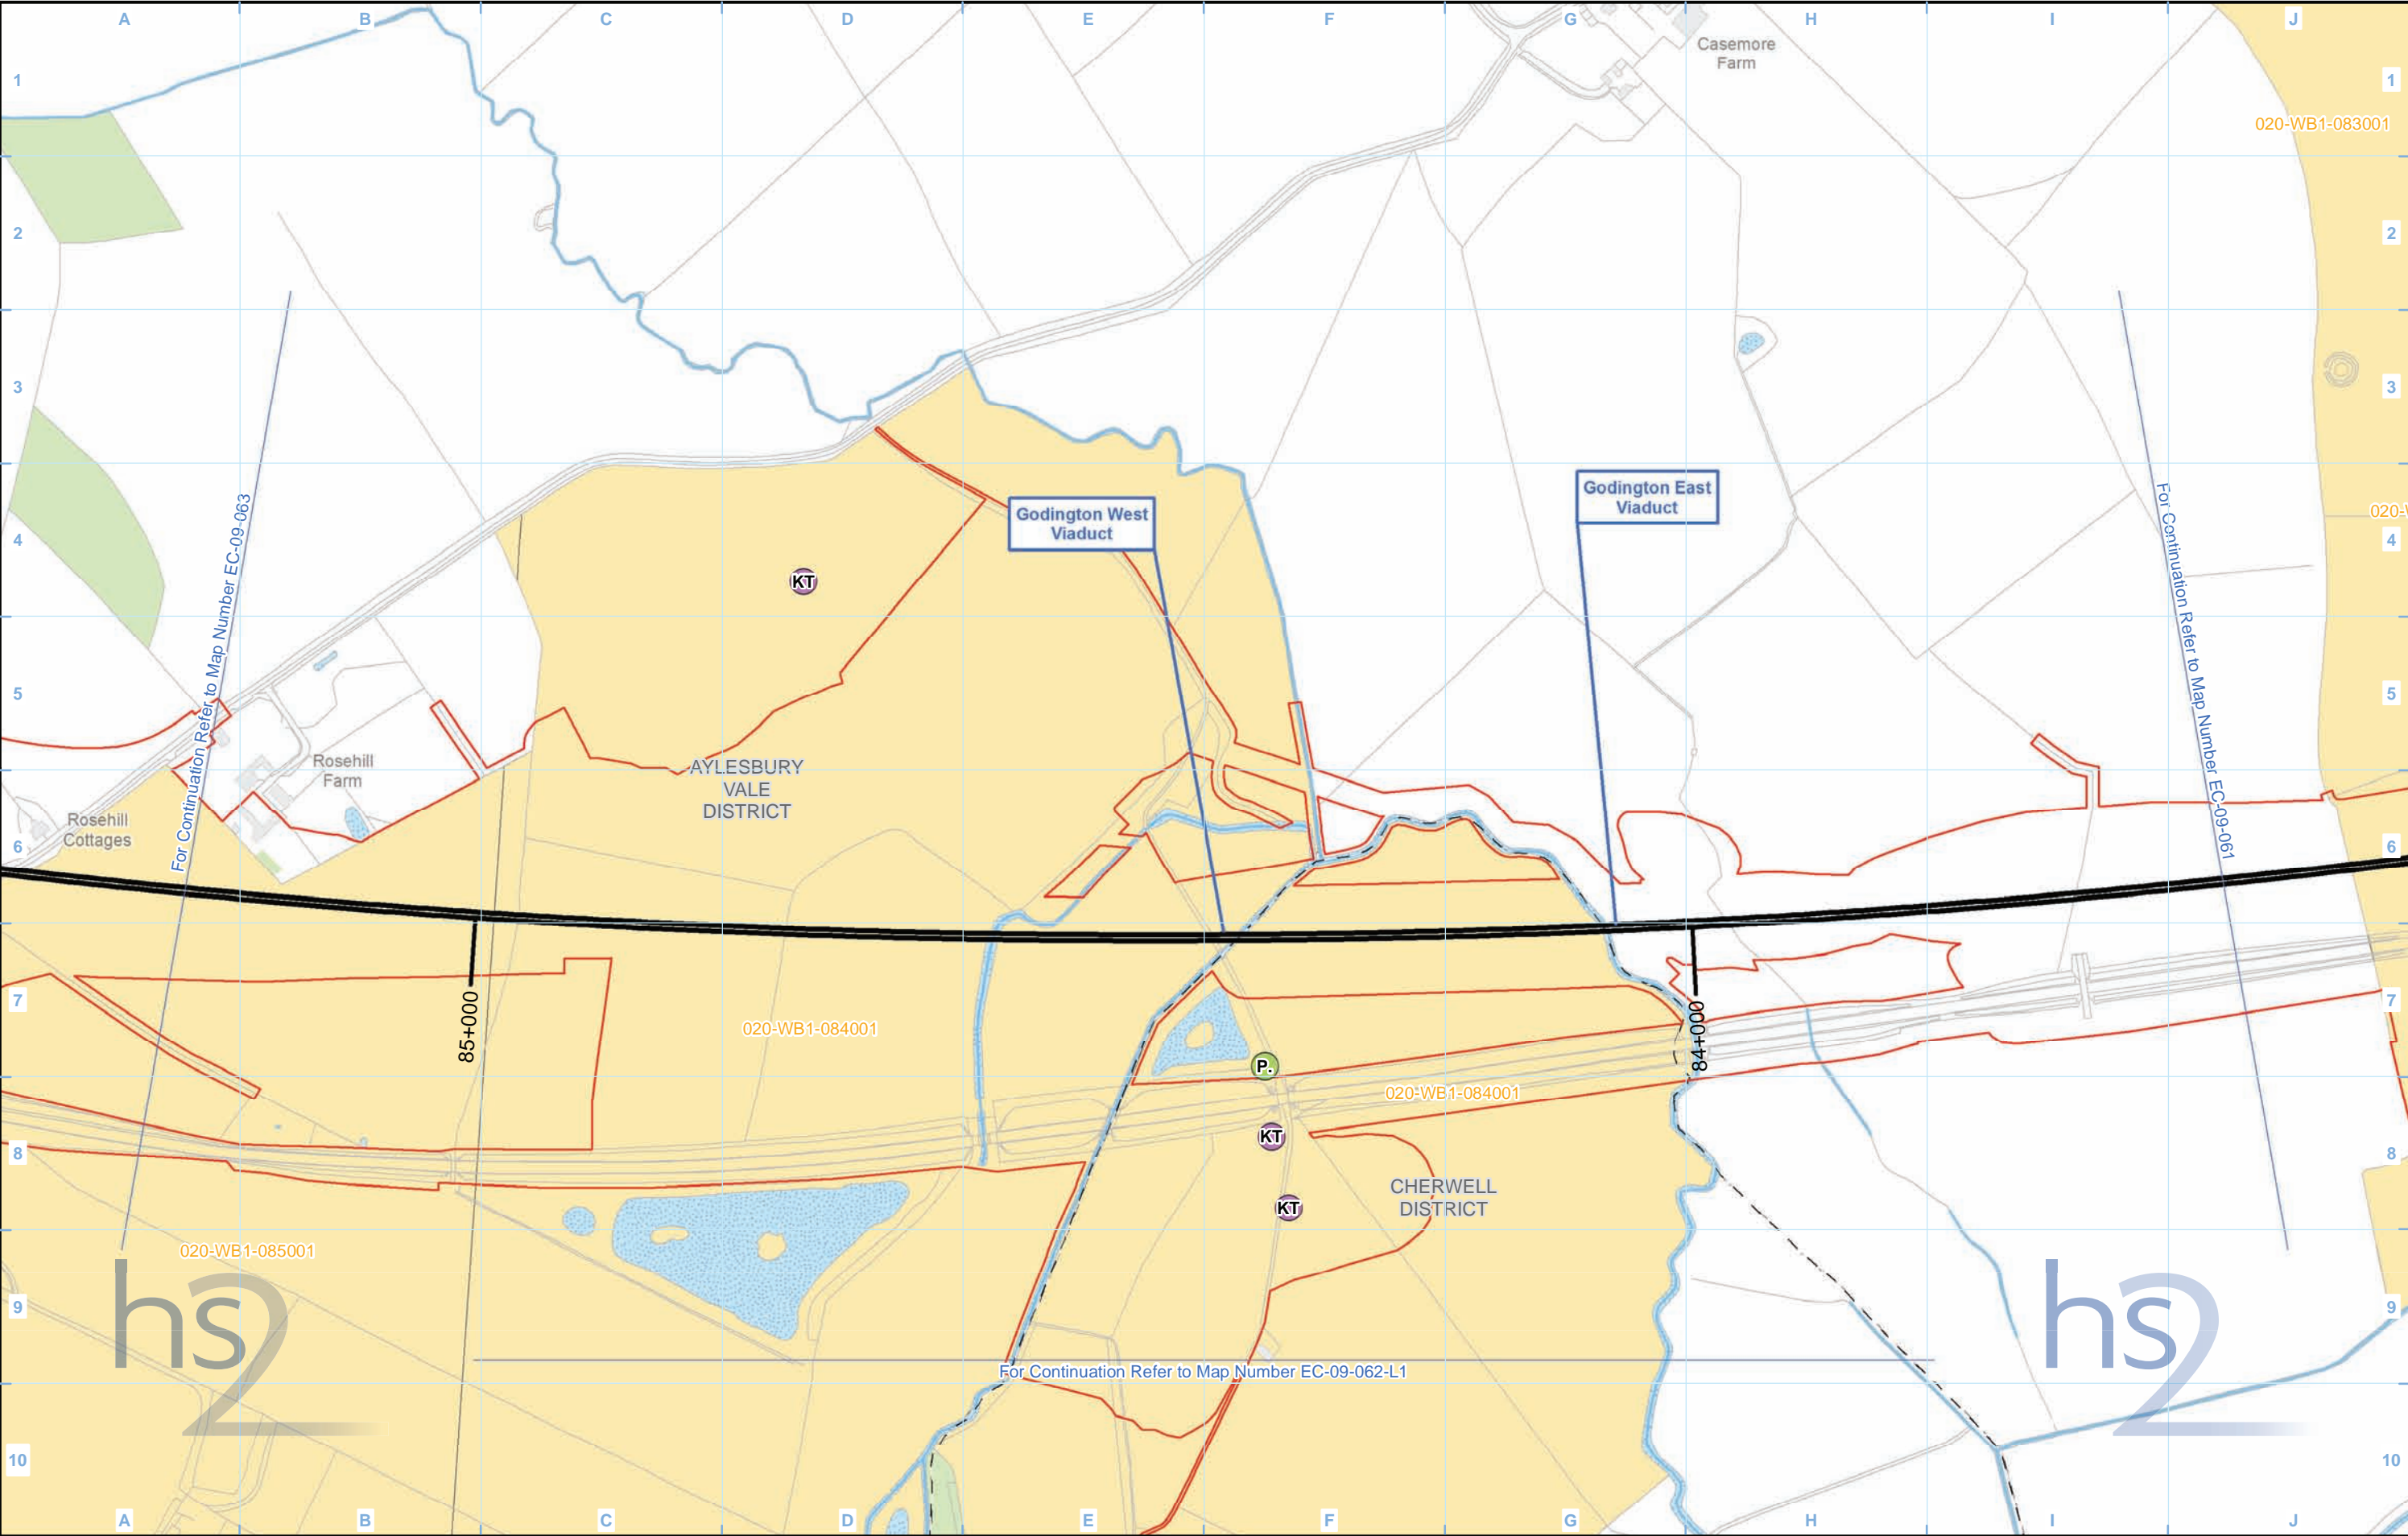 A B C D E F G H I J
Casemore
Farm
1 1
020-WB1-083001
2 2
3 3
Godington East
Viaduct
For Continuation Refer to Map Number EC-09-063
Godington West
Viaduct
For Continuation Refer to Map Number EC-09-061
020-W
4 4
KT
5 5
Rosehill
Farm
AYLESBURY
VALE
DISTRICT
Rosehill
Cottages
6 6
7 7
85+000
84+000
020-WB1-084001
P.
020-WB1-084001
KT
8 8
CHERWELL
DISTRICT
KT
020-WB1-085001
hs2
hs2
9 9
For Continuation Refer to Map Number EC-09-062-L1
10 10
A B C D E F G H I J